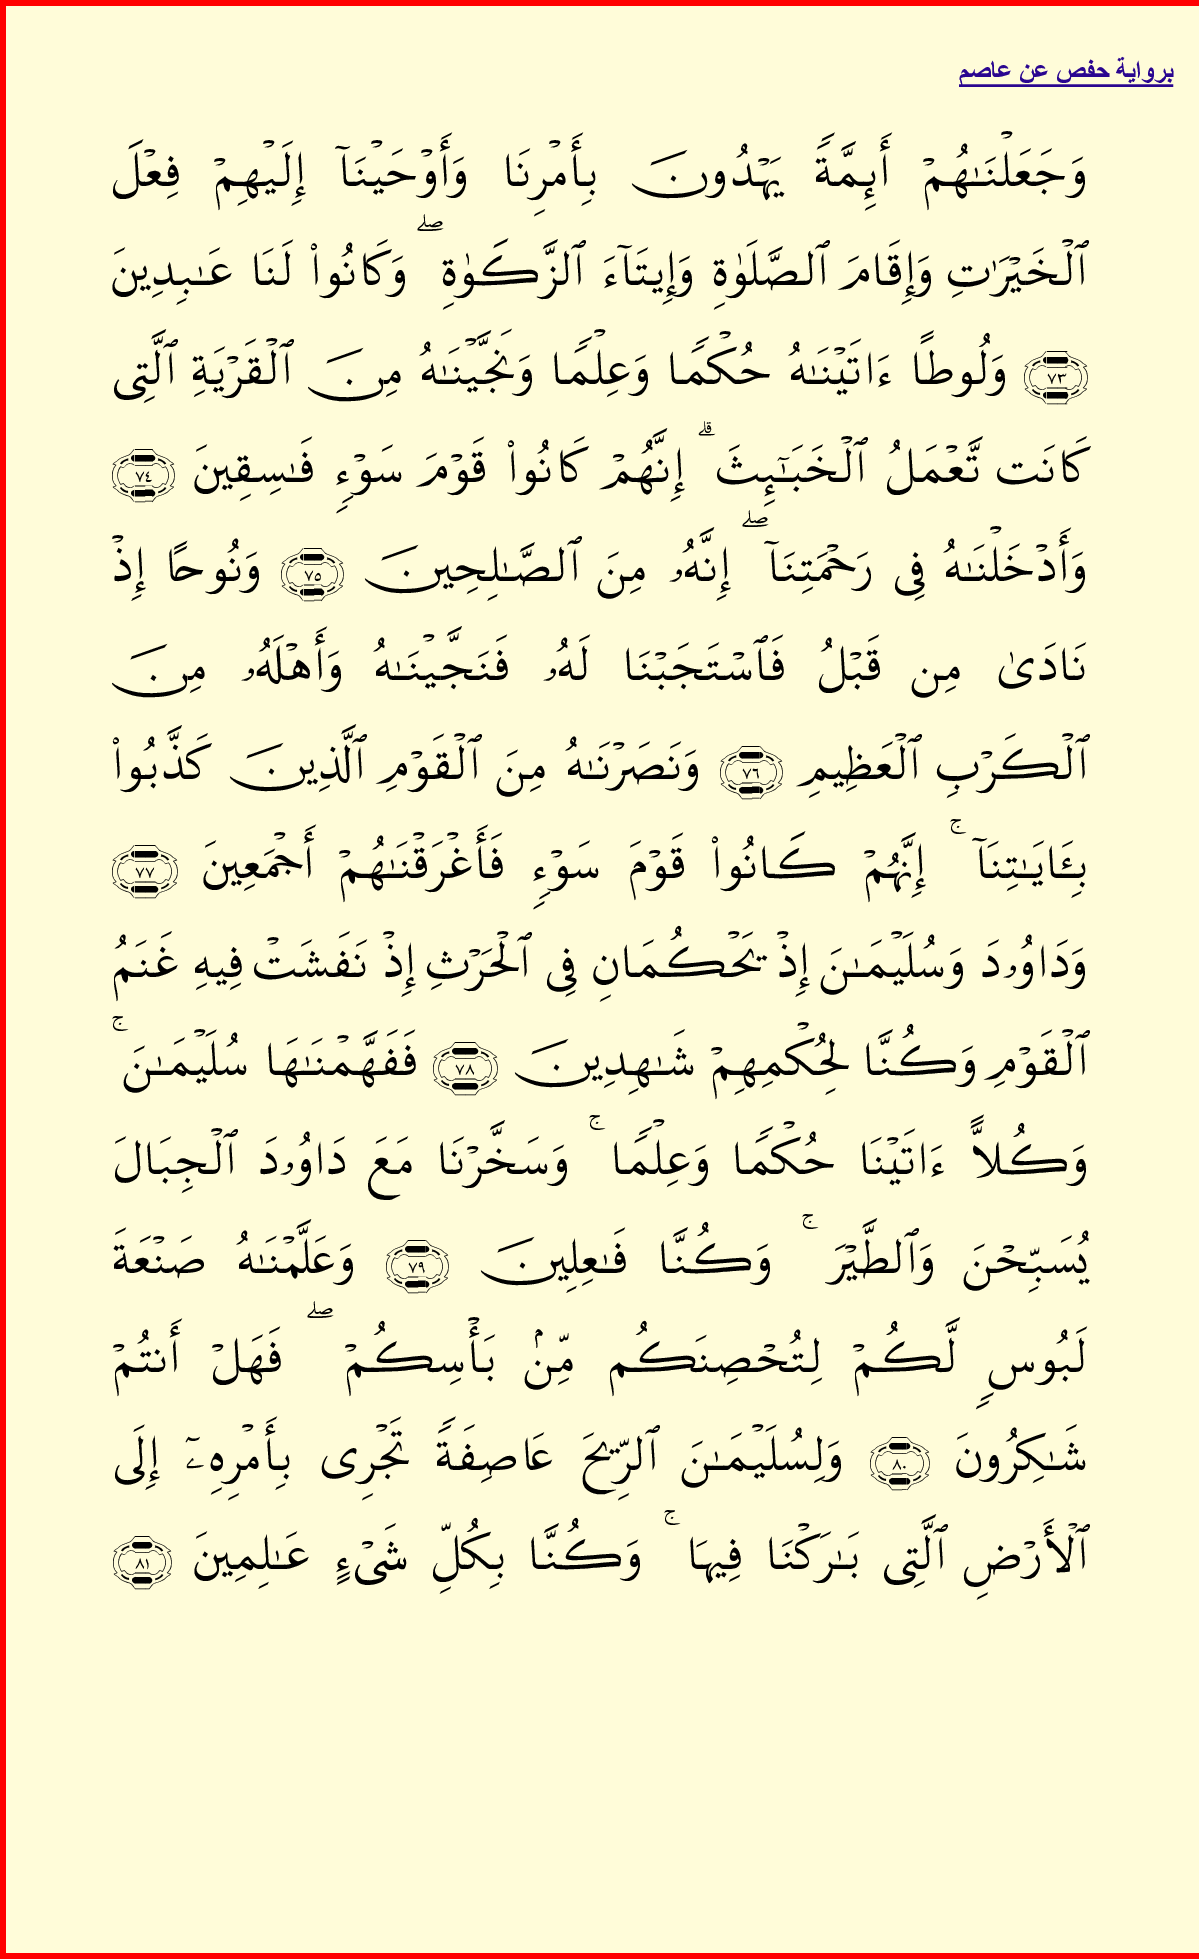 برواية حفص عن عاصم
وَجَعَلْنَـٰهُمْ أَئِمَّةً يَهْدُونَ بِأَمْرِنَا وَأَوْحَيْنَآ إِلَيْهِمْ فِعْلَ
ٱلْخَيْرَٰتِ وَإِقَامَ ٱلصَّلَوٰةِ وَإِيتَآءَ ٱلزَّكَوٰةِ ۖ وَكَانُوا۟ لَنَا عَـٰبِدِينَ
﴿٧٣﴾ وَلُوطًا ءَاتَيْنَـٰهُ حُكْمًا وَعِلْمًا وَنَجَّيْنَـٰهُ مِنَ ٱلْقَرْيَةِ ٱلَّتِى
كَانَت تَّعْمَلُ ٱلْخَبَـٰٓئِثَ ۗ إِنَّهُمْ كَانُوا۟ قَوْمَ سَوْءٍ فَـٰسِقِينَ ﴿٧٤﴾
وَأَدْخَلْنَـٰهُ فِى رَحْمَتِنَآ ۖ إِنَّهُۥ مِنَ ٱلصَّـٰلِحِينَ ﴿٧٥﴾ وَنُوحًا إِذْ
نَادَىٰ مِن قَبْلُ فَٱسْتَجَبْنَا لَهُۥ فَنَجَّيْنَـٰهُ وَأَهْلَهُۥ مِنَ
ٱلْكَرْبِ ٱلْعَظِيمِ ﴿٧٦﴾ وَنَصَرْنَـٰهُ مِنَ ٱلْقَوْمِ ٱلَّذِينَ كَذَّبُوا۟
بِـَٔايَـٰتِنَآ ۚ إِنَّهُمْ كَانُوا۟ قَوْمَ سَوْءٍ فَأَغْرَقْنَـٰهُمْ أَجْمَعِينَ ﴿٧٧﴾
وَدَاوُۥدَ وَسُلَيْمَـٰنَ إِذْ يَحْكُمَانِ فِى ٱلْحَرْثِ إِذْ نَفَشَتْ فِيهِ غَنَمُ
ٱلْقَوْمِ وَكُنَّا لِحُكْمِهِمْ شَـٰهِدِينَ ﴿٧٨﴾ فَفَهَّمْنَـٰهَا سُلَيْمَـٰنَ ۚ
وَكُلاًّ ءَاتَيْنَا حُكْمًا وَعِلْمًا ۚ وَسَخَّرْنَا مَعَ دَاوُۥدَ ٱلْجِبَالَ
يُسَبِّحْنَ وَٱلطَّيْرَ ۚ وَكُنَّا فَـٰعِلِينَ ﴿٧٩﴾ وَعَلَّمْنَـٰهُ صَنْعَةَ
لَبُوسٍ لَّكُمْ لِتُحْصِنَكُم مِّنۢ بَأْسِكُمْ ۖ فَهَلْ أَنتُمْ
شَـٰكِرُونَ ﴿٨٠﴾ وَلِسُلَيْمَـٰنَ ٱلرِّيحَ عَاصِفَةً تَجْرِى بِأَمْرِهِۦٓ إِلَى
ٱلْأَرْضِ ٱلَّتِى بَـٰرَكْنَا فِيهَا ۚ وَكُنَّا بِكُلِّ شَىْءٍ عَـٰلِمِينَ ﴿٨١﴾